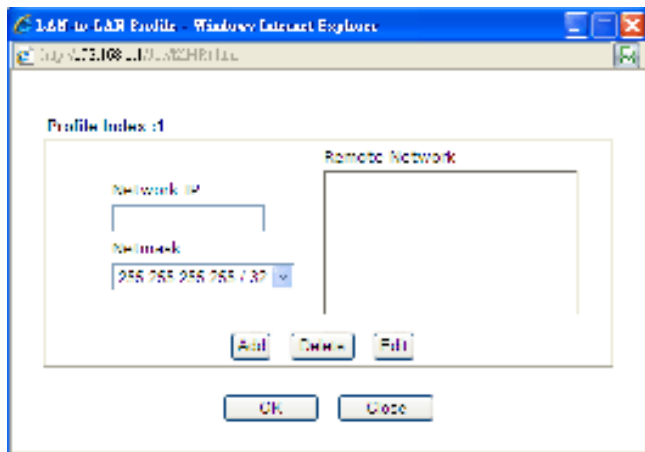 LAN-to-LAN Profile - Windows Internet Explorer
Profile Index :1
Remote Network
Network IP
Netmask
255.255.255.255 / 32
Add Delete Edit
OK Close